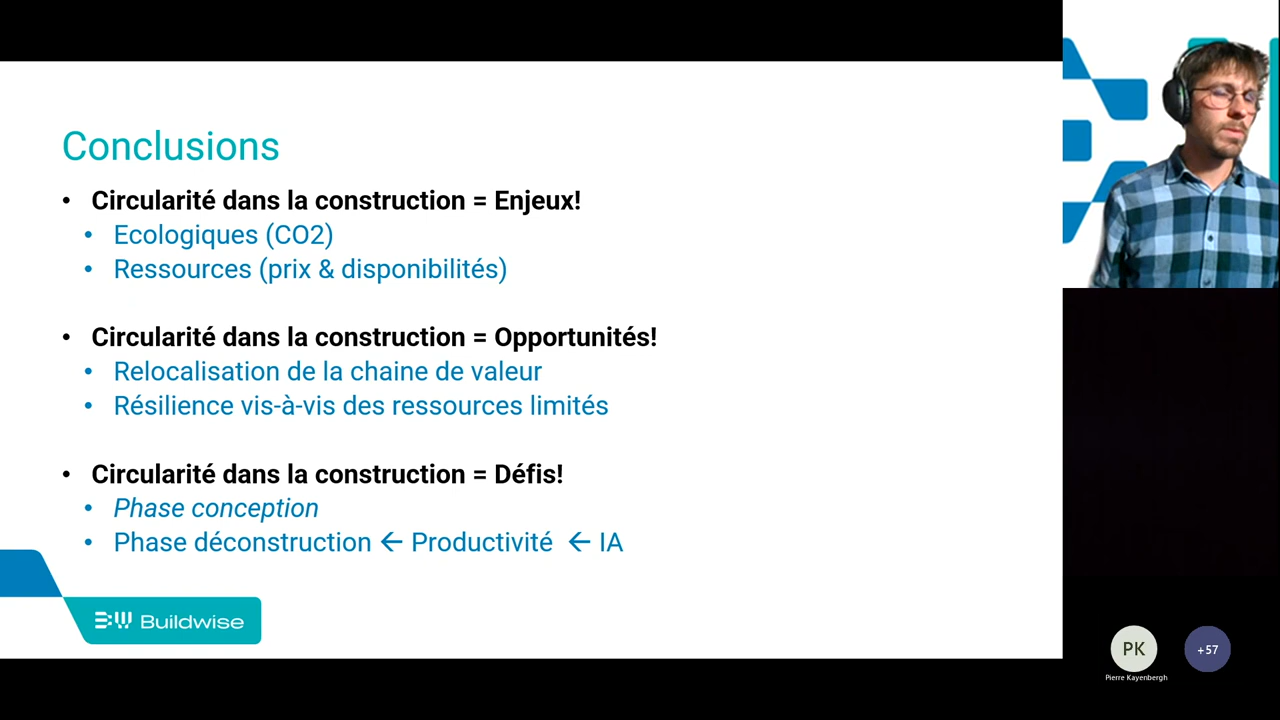 Conclusions
• Circularité dans la construction = Enjeux!
• Ecologiques (CO2)
• Ressources (prix & disponibilités)
• Circularité dans la construction = Opportunités!
• Relocalisation de la chaine de valeur
• Résilience vis-à-vis des ressources limités
• Circularité dans la construction = Défis!
• Phase conception
• Phase déconstruction ← Productivité ← IA
BW Buildwise
PK
+57
Pierre Kayenbergh